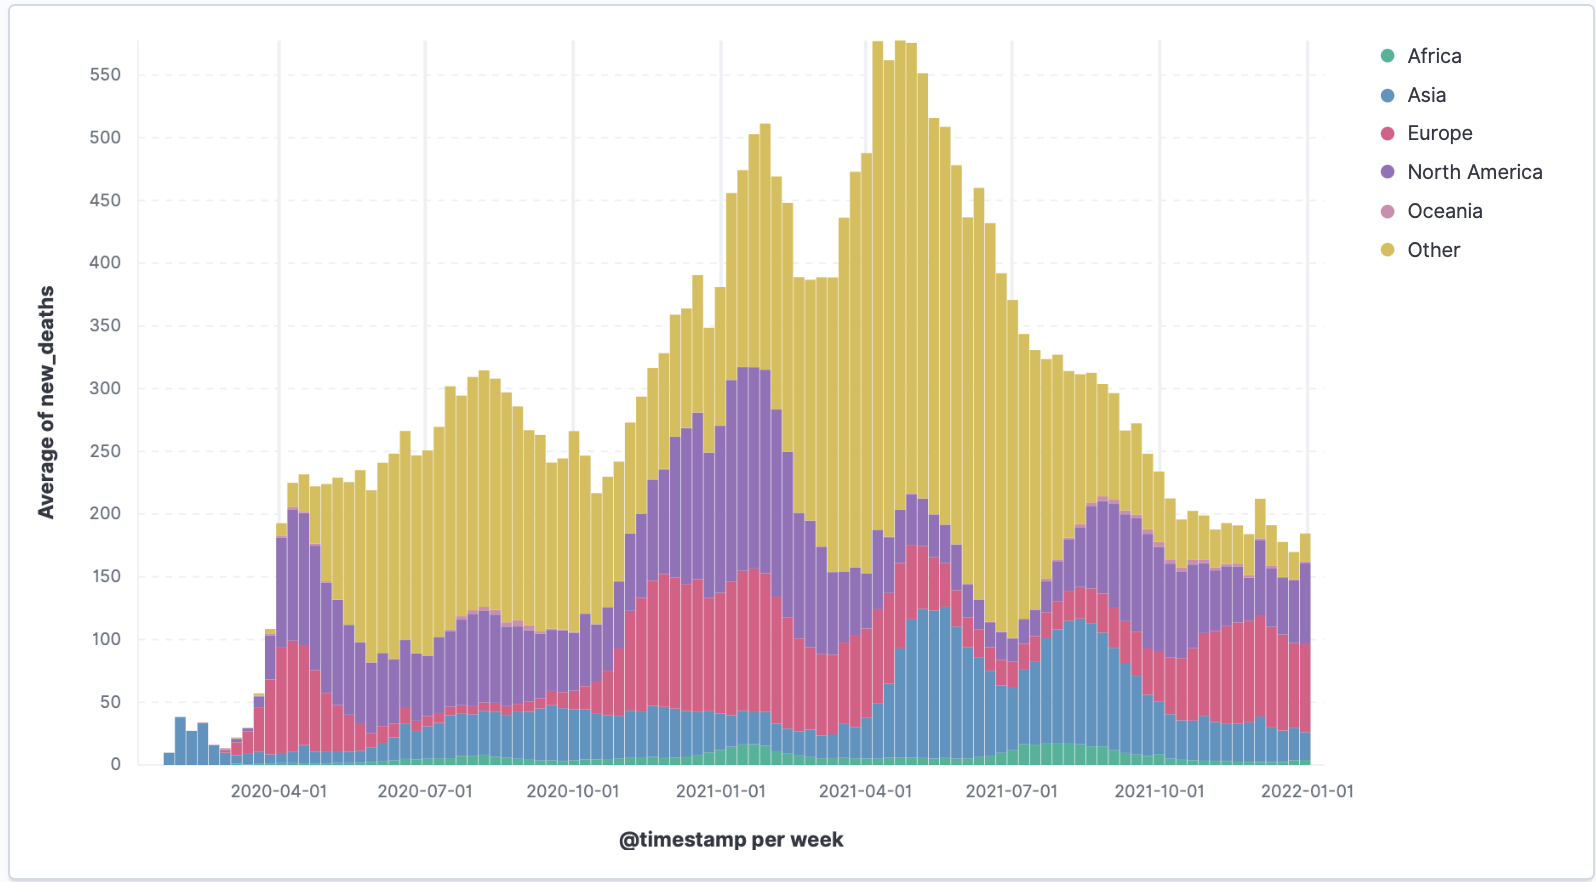 550
500
450
400
350
300
250
200
150
100
50
0
Average of new_deaths
2020-04-01 2020-07-01 2020-10-01 2021-01-01 2021-04-01 2021-07-01 2021-10-01 2022-01-01
@timestamp per week
Africa
Asia
Europe
North America
Oceania
Other